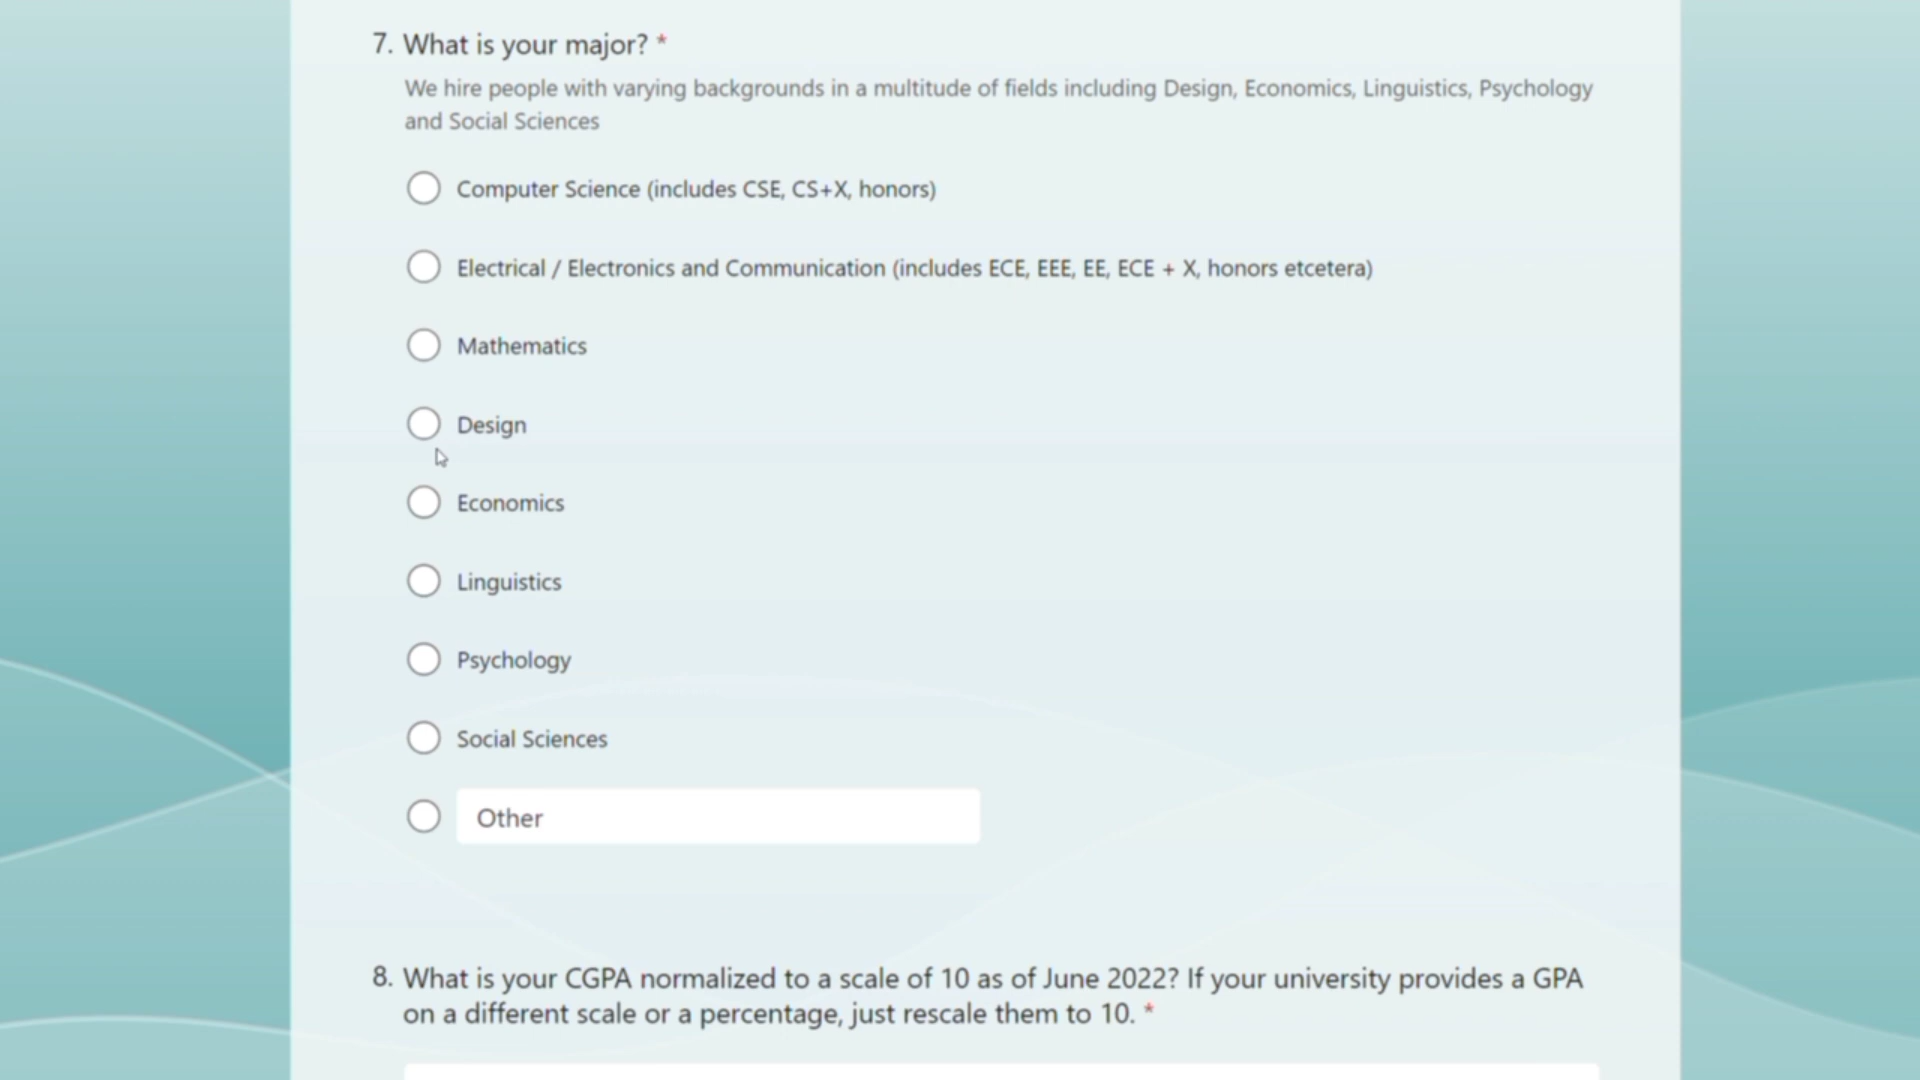 7. What is your major? *
We hire people with varying backgrounds in a multitude of fields including Design, Economics, Linguistics, Psychology
and Social Sciences
Computer Science (includes CSE, CS+X, honors)
Electrical / Electronics and Communication (includes ECE, EEE, EE, ECE + X, honors etcetera)
Mathematics
Design
Economics
Linguistics
Psychology
Social Sciences
Other
8. What is your CGPA normalized to a scale of 10 as of June 2022? If your university provides a GPA
on a different scale or a percentage, just rescale them to 10. *